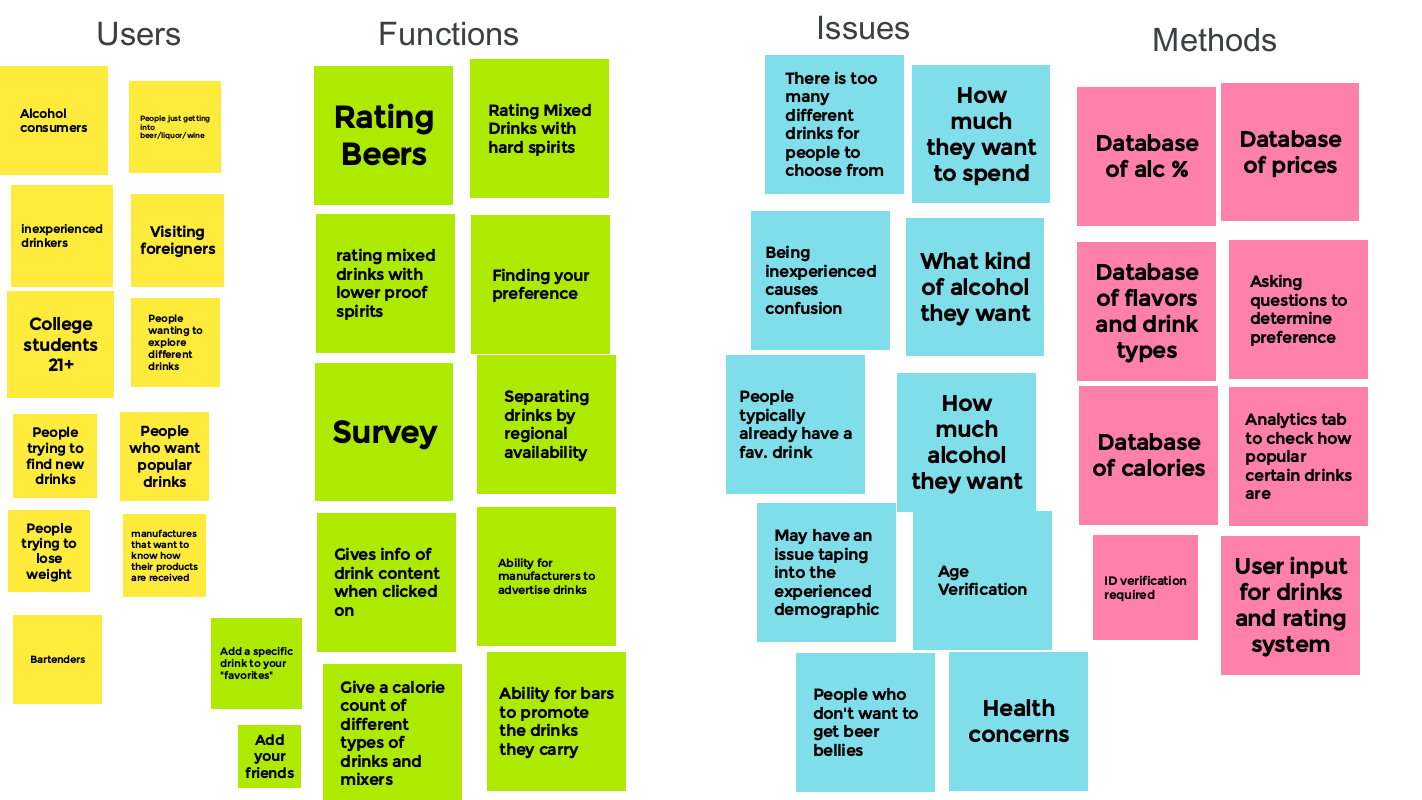 Users
Alcohol
consumers
People just getting
into
beer/liquor/wine
inexperienced
drinkers
Visiting
foreigners
College
students
21+
People
wanting to
explore
different
drinks
People
trying to
find new
drinks
People
who want
popular
drinks
People
trying to
lose
weight
manufactures
that want to
know how
their products
are received
Bartenders
Functions
Rating
Beers
Rating Mixed
Drinks with
hard spirits
rating mixed
drinks with
lower proof
spirits
Finding your
preference
Survey
Separating
drinks by
regional
availability
Gives info of
drink content
when clicked
on
Ability for
manufacturers to
advertise drinks
Add a specific
drink to your
"favorites"
Give a calorie
count of
different
types of
drinks and
mixers
Ability for bars
to promote
the drinks
they carry
Add
your
friends
Issues
There is too
many
different
drinks for
people to
choose from
How
much
they want
to spend
Being
inexperienced
causes
confusion
What kind
of alcohol
they want
People
typically
already have a
fav. drink
How
much
alcohol
they want
May have an
issue taping
into the
experienced
demographic
Age
Verification
People who
don't want to
get beer
bellies
Health
concerns
Methods
Database
of alc %
Database
of prices
Database
of flavors
and drink
types
Asking
questions to
determine
preference
Database
of calories
Analytics tab
to check how
popular
certain drinks
are
ID verification
required
User input
for drinks
and rating
system